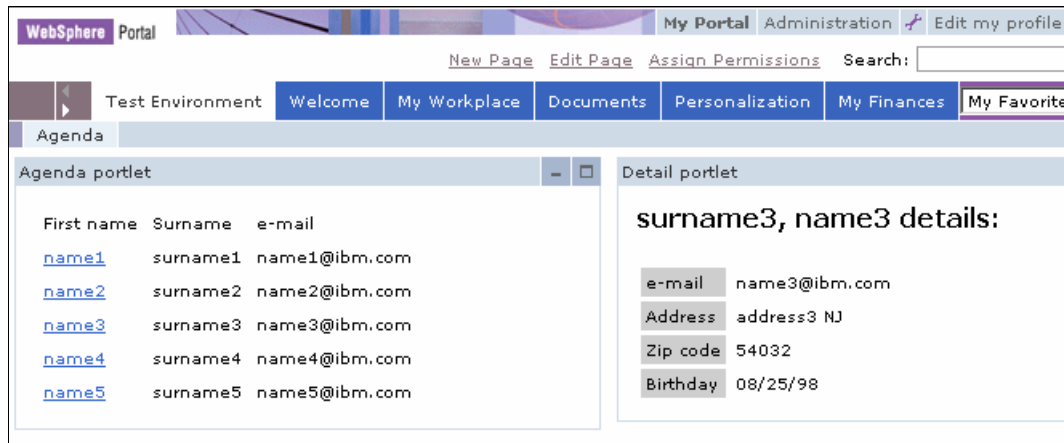 WebSphere Portal
My Portal Administration Edit my profile
New Page Edit Page Assign Permissions Search:
Test Environment Welcome My Workplace Documents Personalization My Finances My Favorite
Agenda
Agenda portlet
First name Surname e-mail
name1 surname1 name1@ibm.com
name2 surname2 name2@ibm.com
name3 surname3 name3@ibm.com
name4 surname4 name4@ibm.com
name5 surname5 name5@ibm.com
Detail portlet
surname3, name3 details:
e-mail name3@ibm.com
Address address3 NJ
Zip code 54032
Birthday 08/25/98